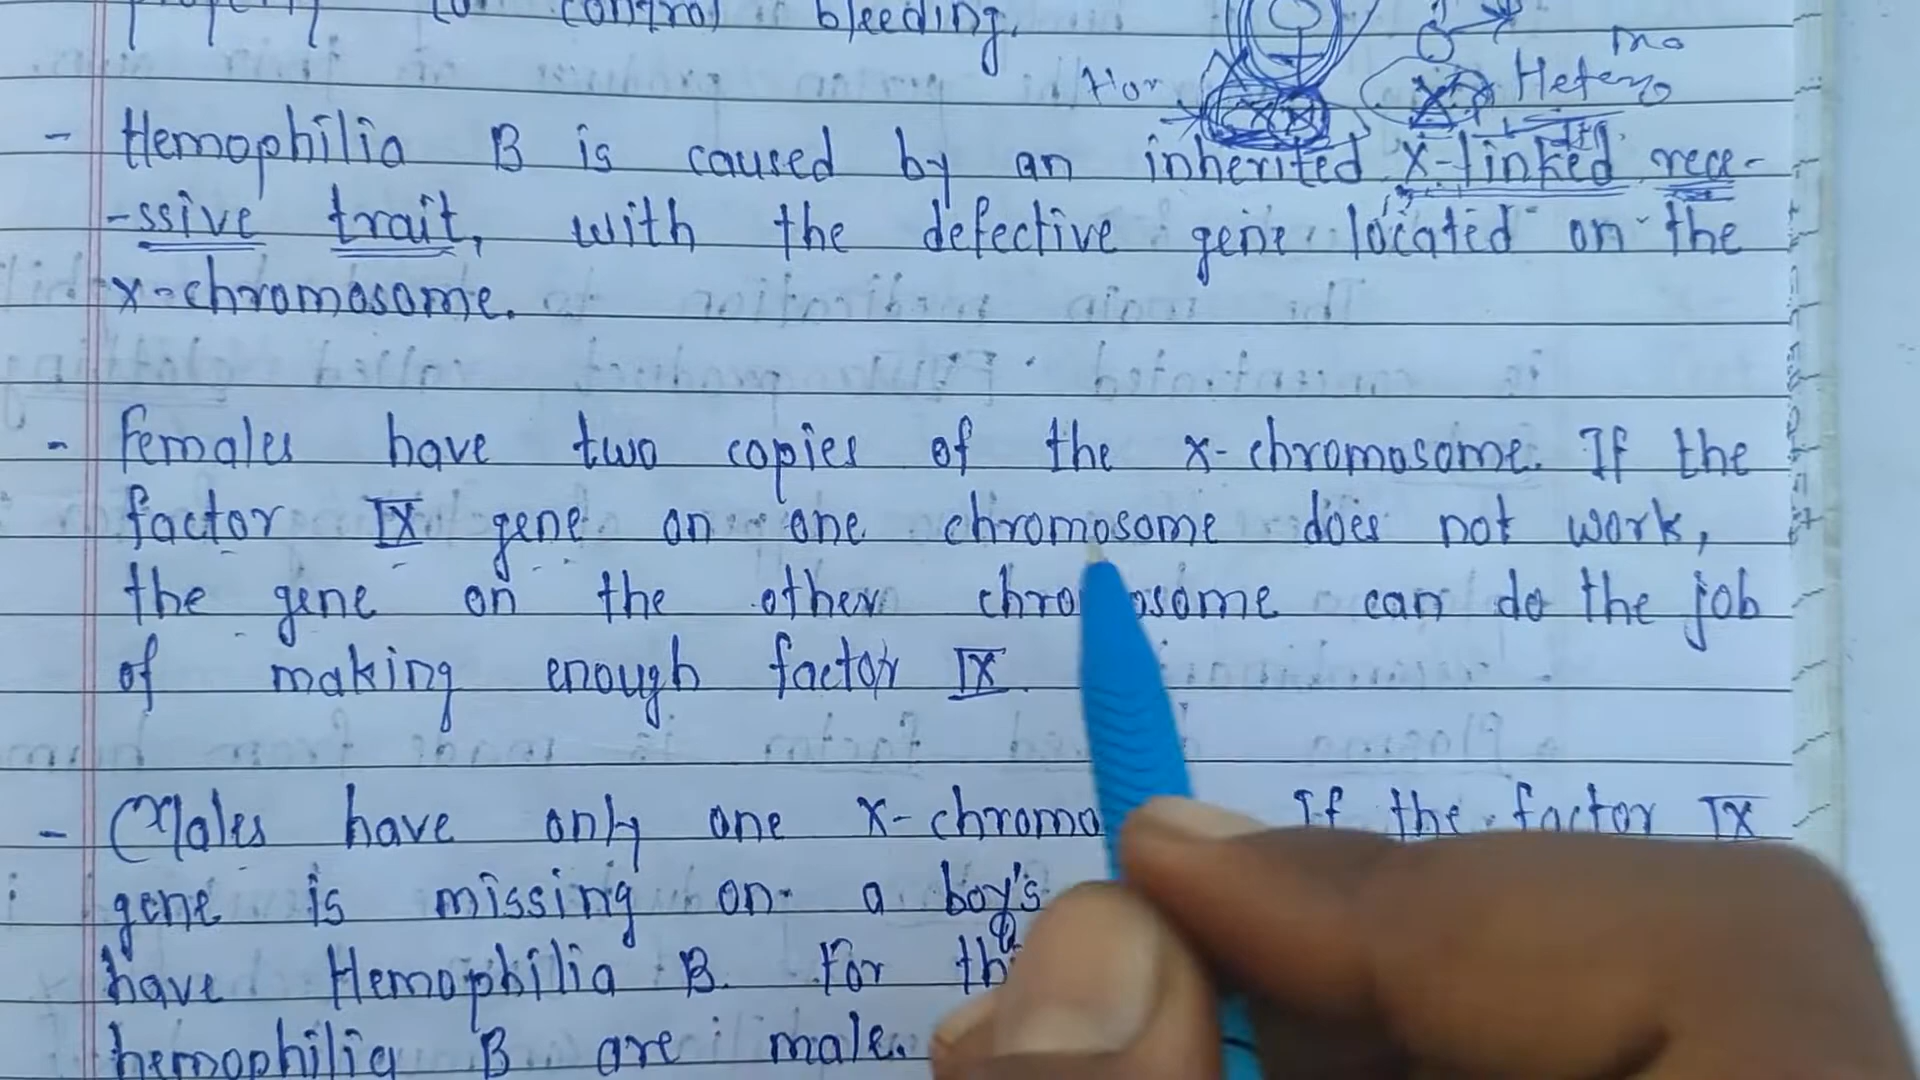 control bleeding.
mo
Hor Hetero
- Hemophilia B is caused by an inherited X-linked rece-
-ssive trait, with the defective gene located on the
x-chromosome.
- Females have two copies of the x-chromosome. If the
factor IX gene on one chromosome does not work,
the gene on the other chromosome can do the job
of making enough factor IX
- Males have only one x-chromo If the factor IX
gene is missing on a boy's
have Hemophilia B. For th
hemophilia B are male.